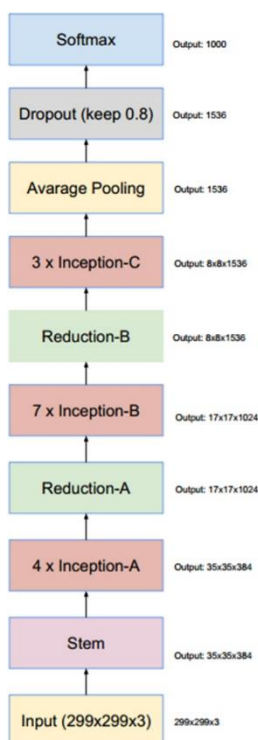 Softmax
Output: 1000
Dropout (keep 0.8)
Output: 1536
Avarage Pooling
Output: 1536
3 x Inception-C
Output: 8x8x1536
Reduction-B
Output: 8x8x1536
7 x Inception-B
Output: 17x17x1024
Reduction-A
Output: 17x17x1024
4 x Inception-A
Output: 35x35x384
Stem
Output: 35x35x384
Input (299x299x3)
299x299x3